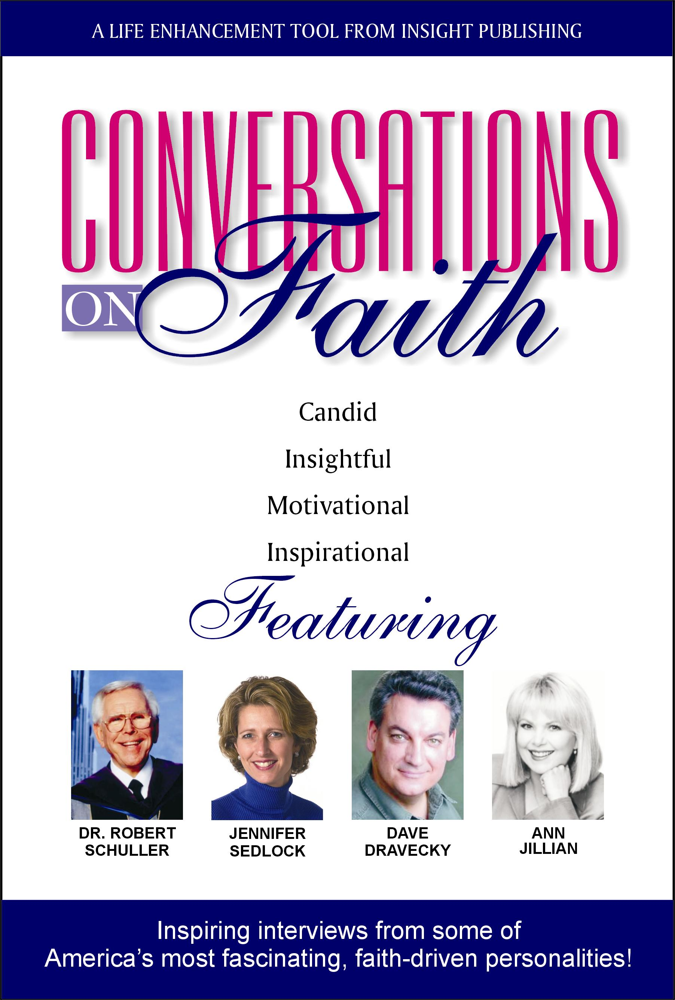 A LIFE ENHANCEMENT TOOL FROM INSIGHT PUBLISHING
CONVERSATIONS
ON Faith
Candid
Insightful
Motivational
Inspirational
Featuring
DR. ROBERT
SCHULLER
JENNIFER
SEDLOCK
DAVE
DRAVECKY
ANN
JILLIAN
Inspiring interviews from some of
America’s most fascinating, faith-driven personalities!